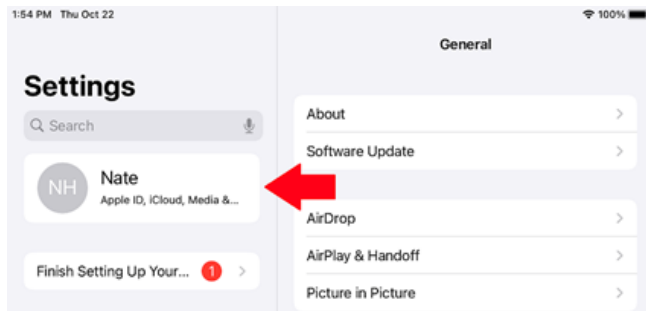 1:54 PM Thu Oct 22
100%
General
Settings
Search
About
Software Update
NH
Nate
Apple ID, iCloud, Media &...
AirDrop
AirPlay & Handoff
Finish Setting Up Your... 1
Picture in Picture